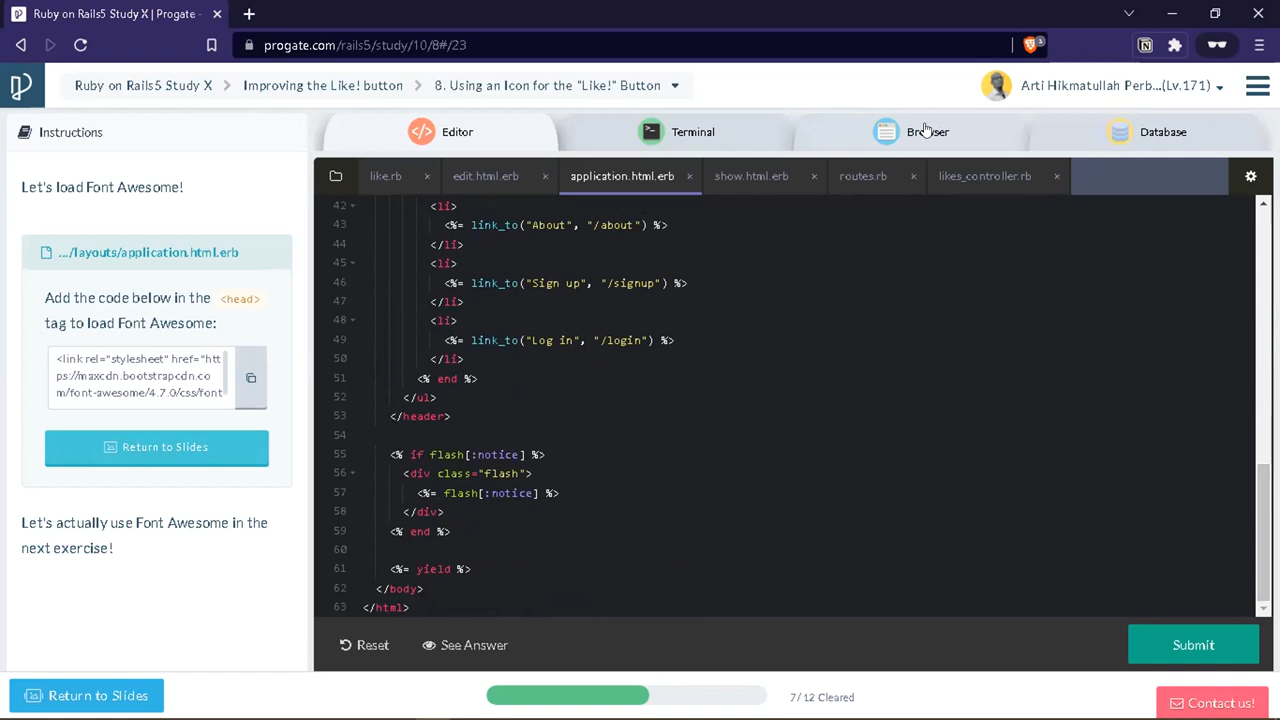 Ruby on Rails5 Study X | Progate -
progate.com/rails5/study/10/8#/23
3
Ruby on Rails5 Study X
Improving the Like! button
8. Using an Icon for the "Like!" Button
Arti Hikmatullah Perb...(Lv.171)
Instructions
Editor
Terminal
Browser
Database
like.rb
edit.html.erb
application.html.erb
show.html.erb
routes.rb
likes_controller.rb
Let's load Font Awesome!
.../layouts/application.html.erb
Add the code below in the <head>
tag to load Font Awesome:
<link rel="stylesheet" href="htt
ps://maxcdn.bootstrapcdn.co
m/font-awesome/4.7.0/css/font
Return to Slides
Let's actually use Font Awesome in the
next exercise!
42 <li>
43 <%= link_to("About", "/about") %>
44 </li>
45 <li>
46 <%= link_to("Sign up", "/signup") %>
47 </li>
48 <li>
49 <%= link_to("Log in", "/login") %>
50 </li>
51 <% end %>
52 </ul>
53 </header>
54
55 <% if flash[:notice] %>
56 <div class="flash">
57 <%= flash[:notice] %>
58 </div>
59 <% end %>
60
61 <%= yield %>
62 </body>
63 </html>
Reset
See Answer
Submit
Return to Slides
7/12 Cleared
Contact us!